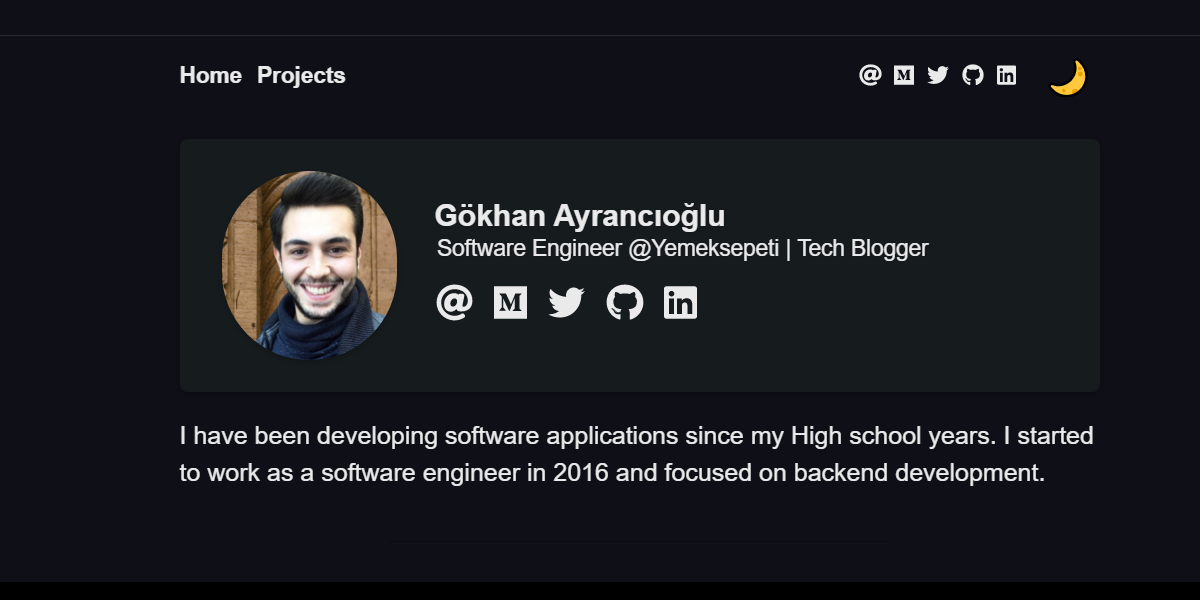 Home Projects
Gökhan Ayrancıoğlu
Software Engineer @Yemeksepeti | Tech Blogger
I have been developing software applications since my High school years. I started
to work as a software engineer in 2016 and focused on backend development.